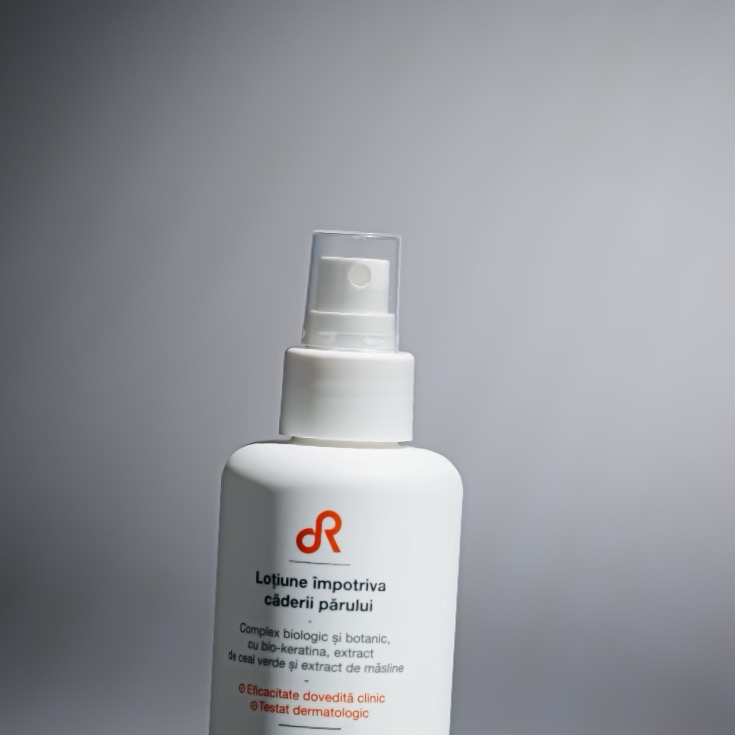 dR
Loțiune împotriva
căderii părului
-
Complex biologic și botanic,
cu bio-keratina, extract
de ceai verde și extract de măsline
-
Eficacitate dovedită clinic
Testat dermatologic